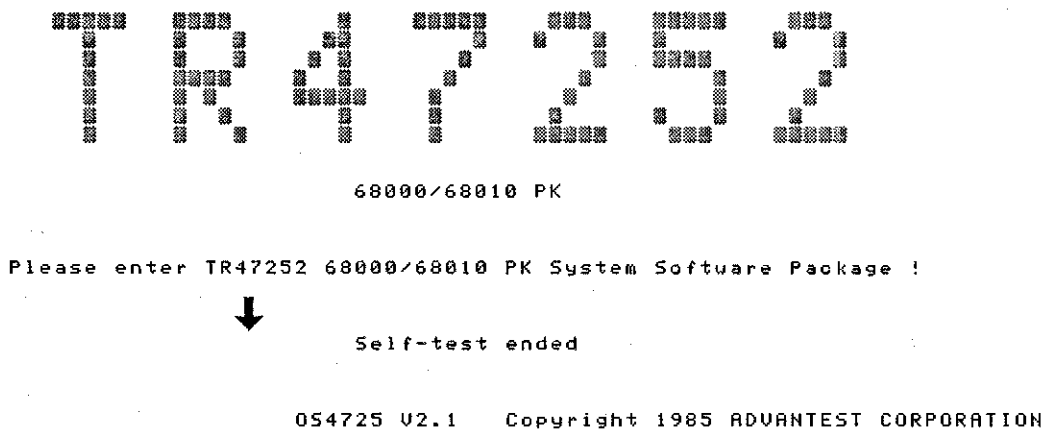 TR47252
68000/68010 PK
Please enter TR47252 68000/68010 PK System Software Package !
Self-test ended
OS4725 V2.1 Copyright 1985 ADVANTEST CORPORATION